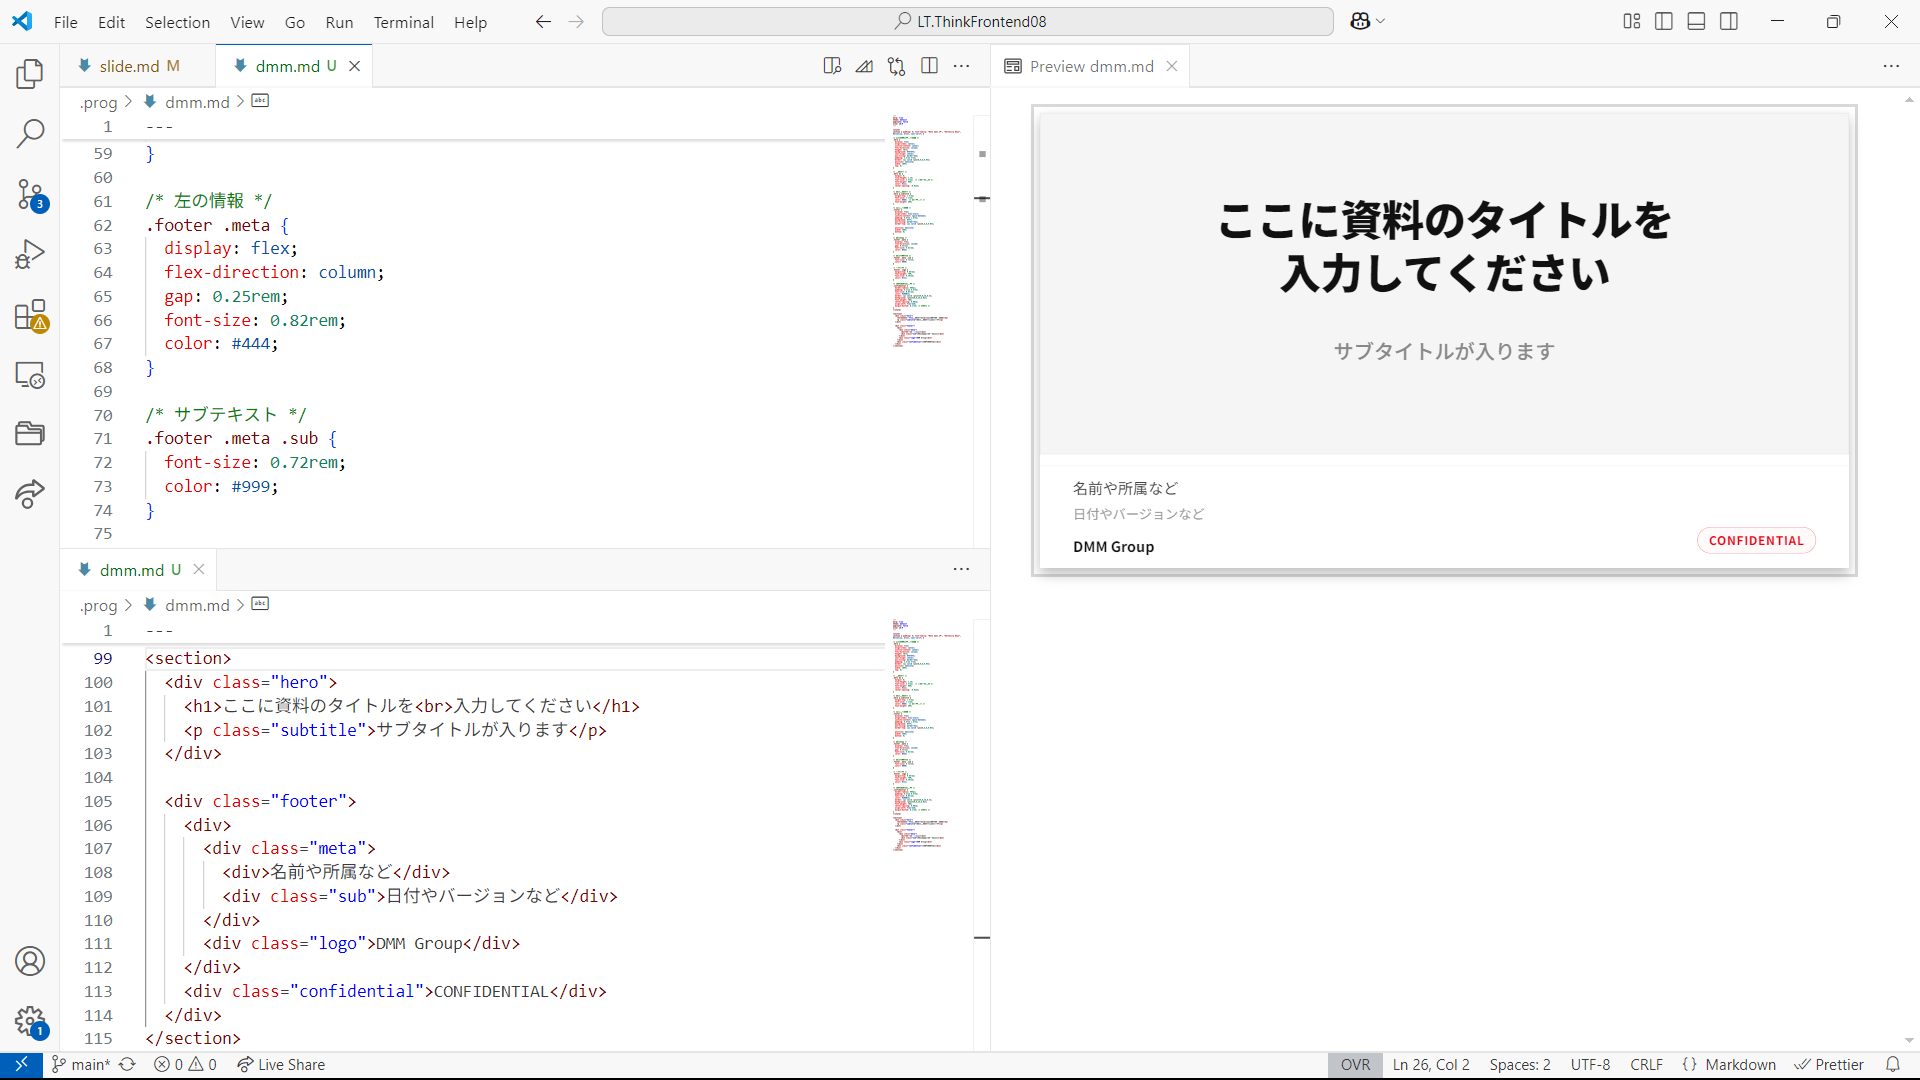 File Edit Selection View Go Run Terminal Help
LT.ThinkFrontend08
slide.md M
dmm.md U
.prog > dmm.md >
1 ---
59 }
60
61 /* 左の情報 */
62 .footer .meta {
63 display: flex;
64 flex-direction: column;
65 gap: 0.25rem;
66 font-size: 0.82rem;
67 color: #444;
68 }
69
70 /* サブテキスト */
71 .footer .meta .sub {
72 font-size: 0.72rem;
73 color: #999;
74 }
75
dmm.md U
.prog > dmm.md >
1 ---
99 <section>
100 <div class="hero">
101 <h1>ここに資料のタイトルを<br>入力してください</h1>
102 <p class="subtitle">サブタイトルが入ります</p>
103 </div>
104
105 <div class="footer">
106 <div>
107 <div class="meta">
108 <div>名前や所属など</div>
109 <div class="sub">日付やバージョンなど</div>
110 </div>
111 <div class="logo">DMM Group</div>
112 </div>
113 <div class="confidential">CONFIDENTIAL</div>
114 </div>
115 </section>
Preview dmm.md
ここに資料のタイトルを
入力してください
サブタイトルが入ります
名前や所属など
日付やバージョンなど
DMM Group
CONFIDENTIAL
3
1
main* 0 0 Live Share
OVR Ln 26, Col 2 Spaces: 2 UTF-8 CRLF {} Markdown Prettier